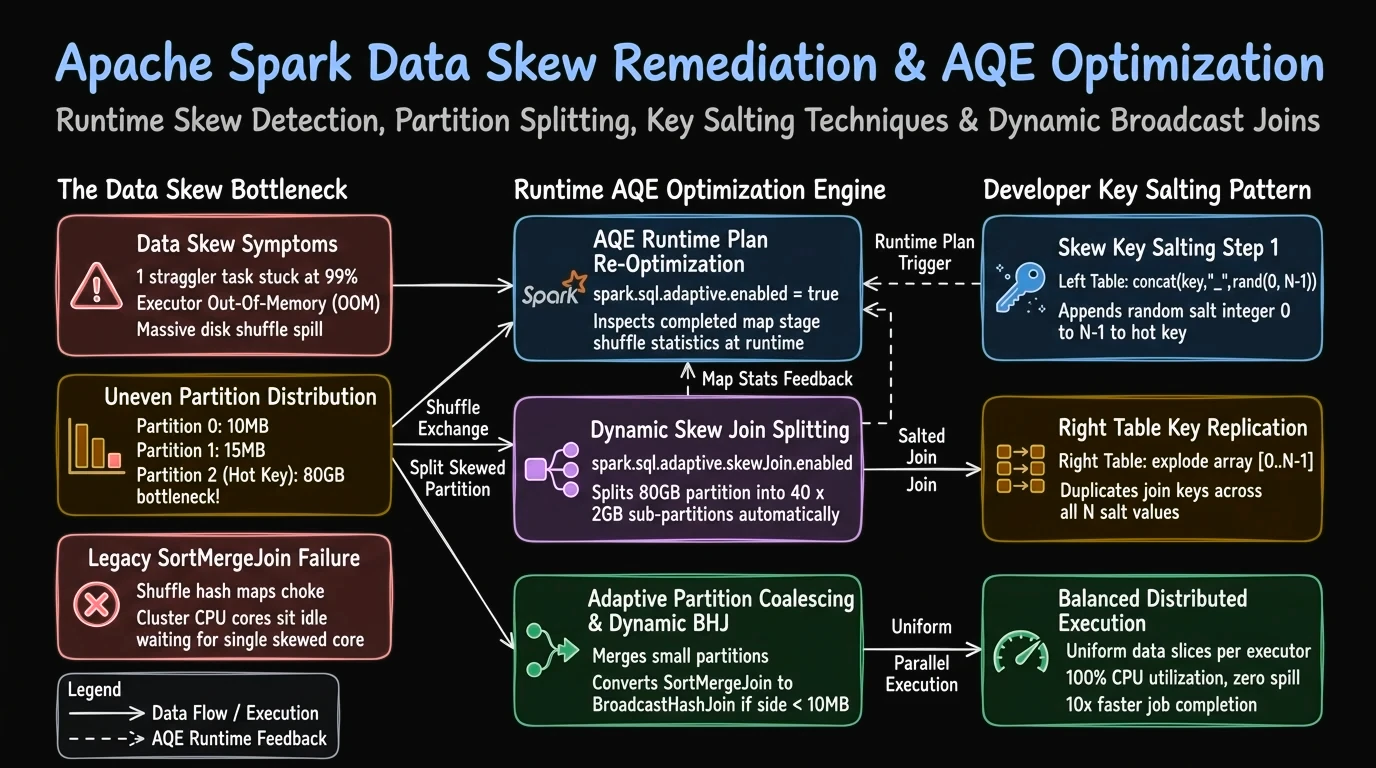 Apache Spark Data Skew Remediation & AQE Optimization
Runtime Skew Detection, Partition Splitting, Key Salting Techniques & Dynamic Broadcast Joins
The Data Skew Bottleneck
Data Skew Symptoms
1 straggler task stuck at 99%
Executor Out-Of-Memory (OOM)
Massive disk shuffle spill
Uneven Partition Distribution
Partition 0: 10MB
Partition 1: 15MB
Partition 2 (Hot Key): 80GB
bottleneck!
Legacy SortMergeJoin Failure
Shuffle hash maps choke
Cluster CPU cores sit idle
waiting for single skewed core
Legend
Data Flow / Execution
AQE Runtime Feedback
Shuffle
Exchange
Split Skewed
Partition
Runtime AQE Optimization Engine
AQE Runtime Plan
Re-Optimization
Spark
spark.sql.adaptive.enabled = true
Inspects completed map stage
shuffle statistics at runtime
Map Stats Feedback
Dynamic Skew Join Splitting
spark.sql.adaptive.skewJoin.enabled
Splits 80GB partition into 40 x
2GB sub-partitions automatically
Adaptive Partition Coalescing
& Dynamic BHJ
Merges small partitions
Converts SortMergeJoin to
BroadcastHashJoin if side < 10MB
Runtime Plan
Trigger
Salted
Join
Join
Uniform
Parallel
Execution
Developer Key Salting Pattern
Skew Key Salting Step 1
Left Table: concat(key,"_",rand(0, N-1))
Appends random salt integer 0
to N-1 to hot key
Right Table Key Replication
Right Table: explode array [0..N-1]
Duplicates join keys across
all N salt values
Balanced Distributed
Execution
Uniform data slices per executor
100% CPU utilization, zero spill
10x faster job completion